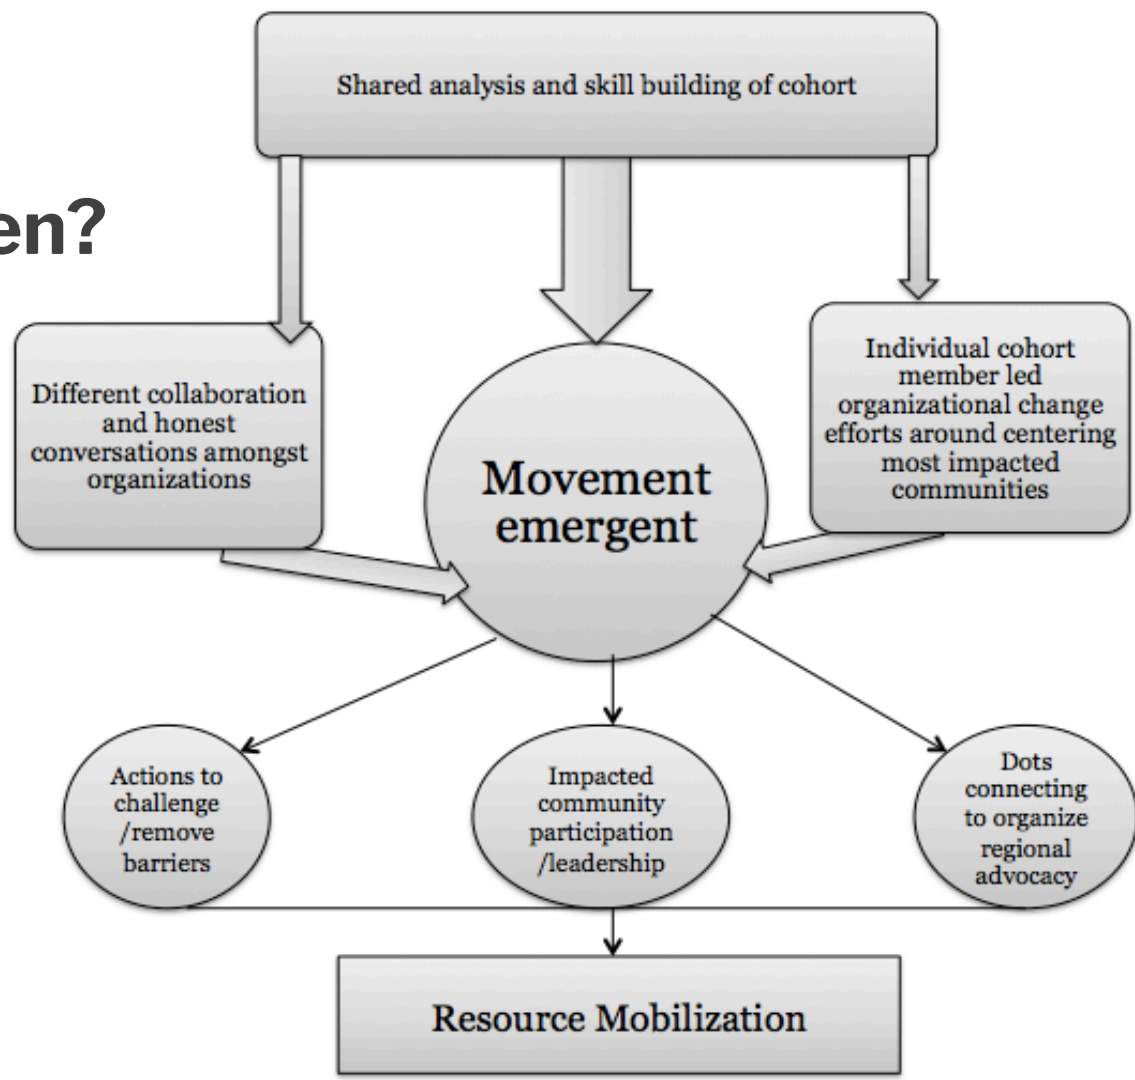 Shared analysis and skill building of cohort
en?
Different collaboration
and honest
conversations amongst
organizations
Movement
emergent
Individual cohort
member led
organizational change
efforts around centering
most impacted
communities
Actions to
challenge
/remove
barriers
Impacted
community
participation
/leadership
Dots
connecting
to organize
regional
advocacy
Resource Mobilization